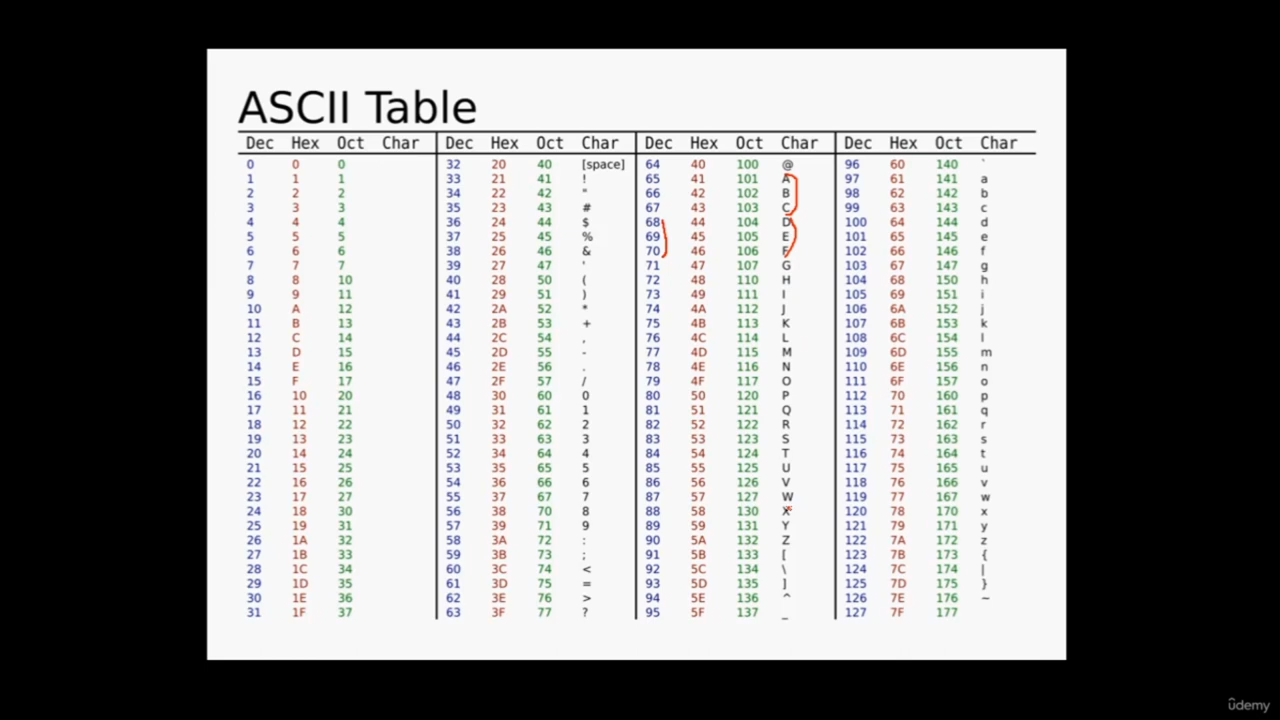 ASCII Table
Dec Hex Oct Char Dec Hex Oct Char Dec Hex Oct Char Dec Hex Oct Char
0 0 0 32 20 40 [space] 64 40 100 @ 96 60 140 `
1 1 1 33 21 41 ! 65 41 101 A 97 61 141 a
2 2 2 34 22 42 " 66 42 102 B 98 62 142 b
3 3 3 35 23 43 # 67 43 103 C 99 63 143 c
4 4 4 36 24 44 $ 68 44 104 D 100 64 144 d
5 5 5 37 25 45 % 69 45 105 E 101 65 145 e
6 6 6 38 26 46 & 70 46 106 F 102 66 146 f
7 7 7 39 27 47 ' 71 47 107 G 103 67 147 g
8 8 10 40 28 50 ( 72 48 110 H 104 68 150 h
9 9 11 41 29 51 ) 73 49 111 I 105 69 151 i
10 A 12 42 2A 52 * 74 4A 112 J 106 6A 152 j
11 B 13 43 2B 53 + 75 4B 113 K 107 6B 153 k
12 C 14 44 2C 54 , 76 4C 114 L 108 6C 154 l
13 D 15 45 2D 55 - 77 4D 115 M 109 6D 155 m
14 E 16 46 2E 56 . 78 4E 116 N 110 6E 156 n
15 F 17 47 2F 57 / 79 4F 117 O 111 6F 157 o
16 10 20 48 30 60 0 80 50 120 P 112 70 160 p
17 11 21 49 31 61 1 81 51 121 Q 113 71 161 q
18 12 22 50 32 62 2 82 52 122 R 114 72 162 r
19 13 23 51 33 63 3 83 53 123 S 115 73 163 s
20 14 24 52 34 64 4 84 54 124 T 116 74 164 t
21 15 25 53 35 65 5 85 55 125 U 117 75 165 u
22 16 26 54 36 66 6 86 56 126 V 118 76 166 v
23 17 27 55 37 67 7 87 57 127 W 119 77 167 w
24 18 30 56 38 70 8 88 58 130 X 120 78 170 x
25 19 31 57 39 71 9 89 59 131 Y 121 79 171 y
26 1A 32 58 3A 72 : 90 5A 132 Z 122 7A 172 z
27 1B 33 59 3B 73 ; 91 5B 133 [ 123 7B 173 {
28 1C 34 60 3C 74 < 92 5C 134 \ 124 7C 174 |
29 1D 35 61 3D 75 = 93 5D 135 ] 125 7D 175 }
30 1E 36 62 3E 76 > 94 5E 136 ^ 126 7E 176 ~
31 1F 37 63 3F 77 ? 95 5F 137 _ 127 7F 177
ûdemy